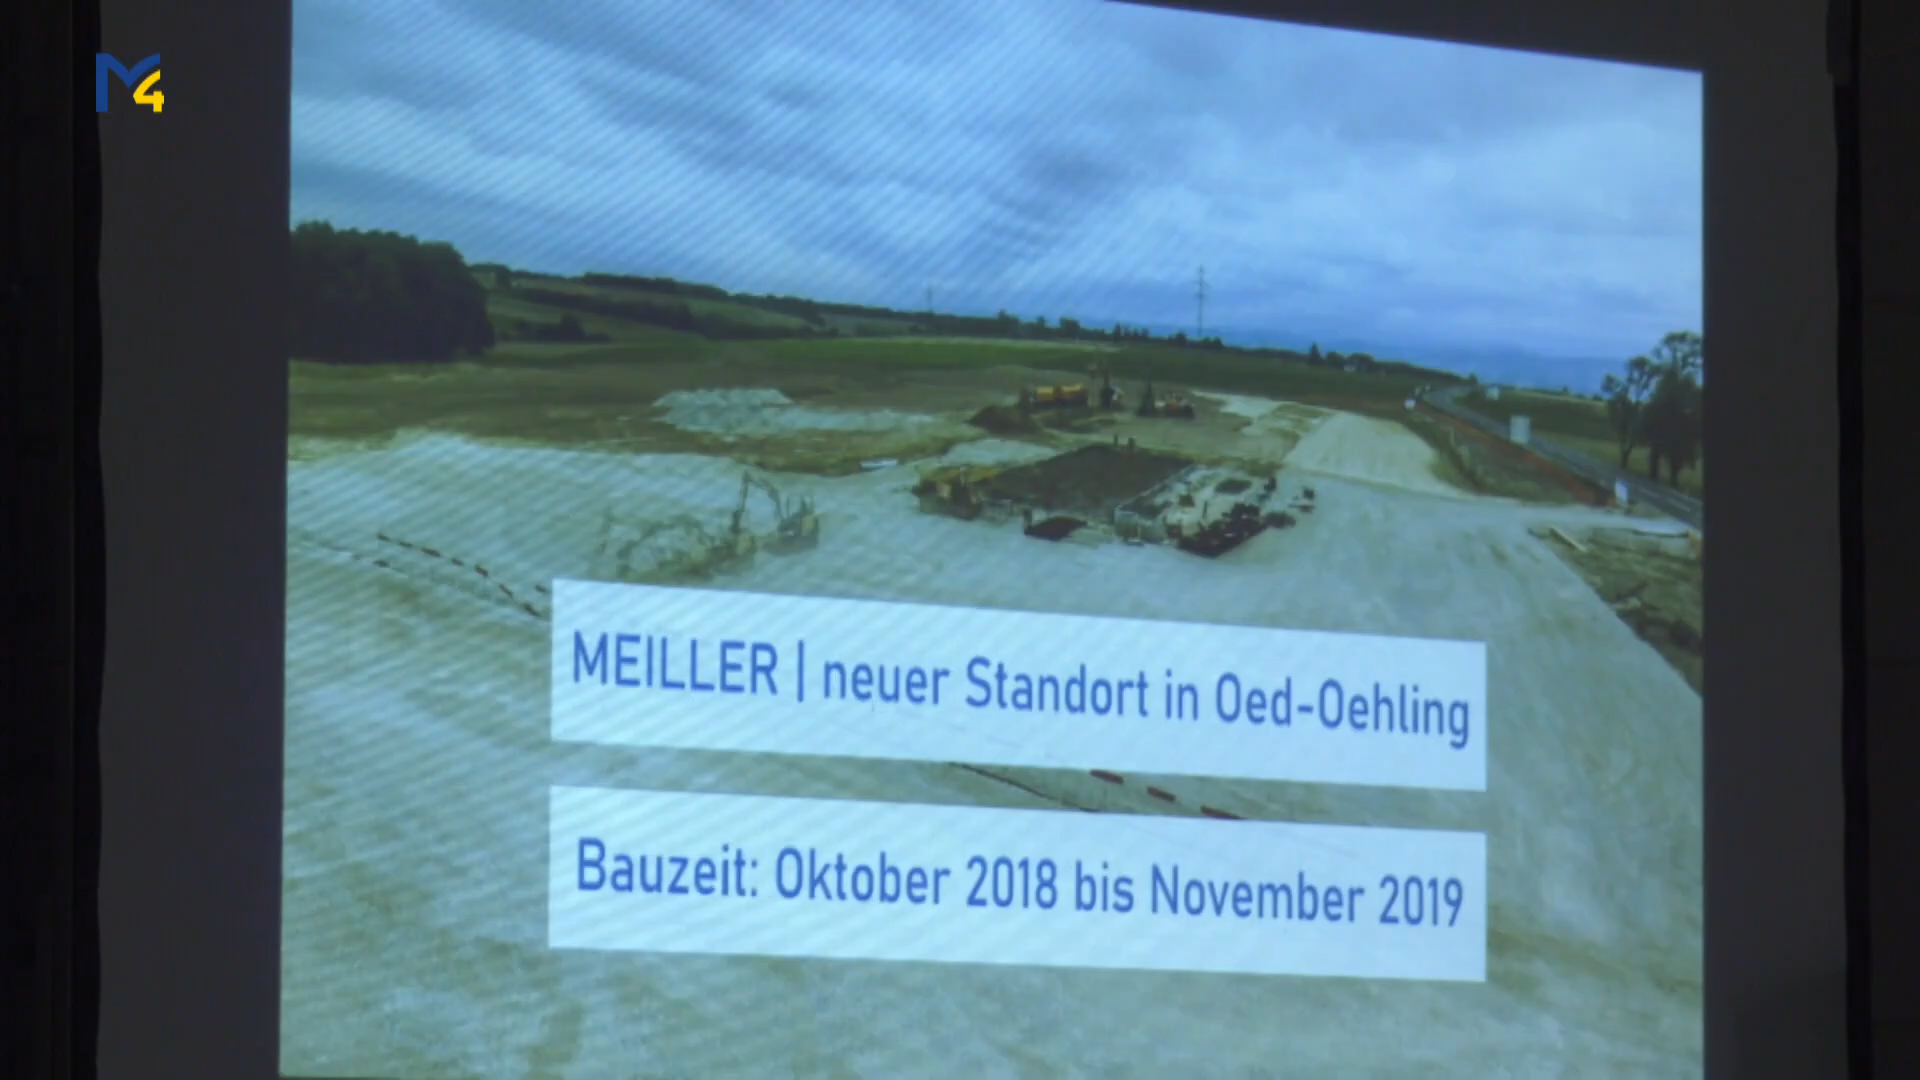 M4
MEILLER | neuer Standort in Oed-Oehling
Bauzeit: Oktober 2018 bis November 2019